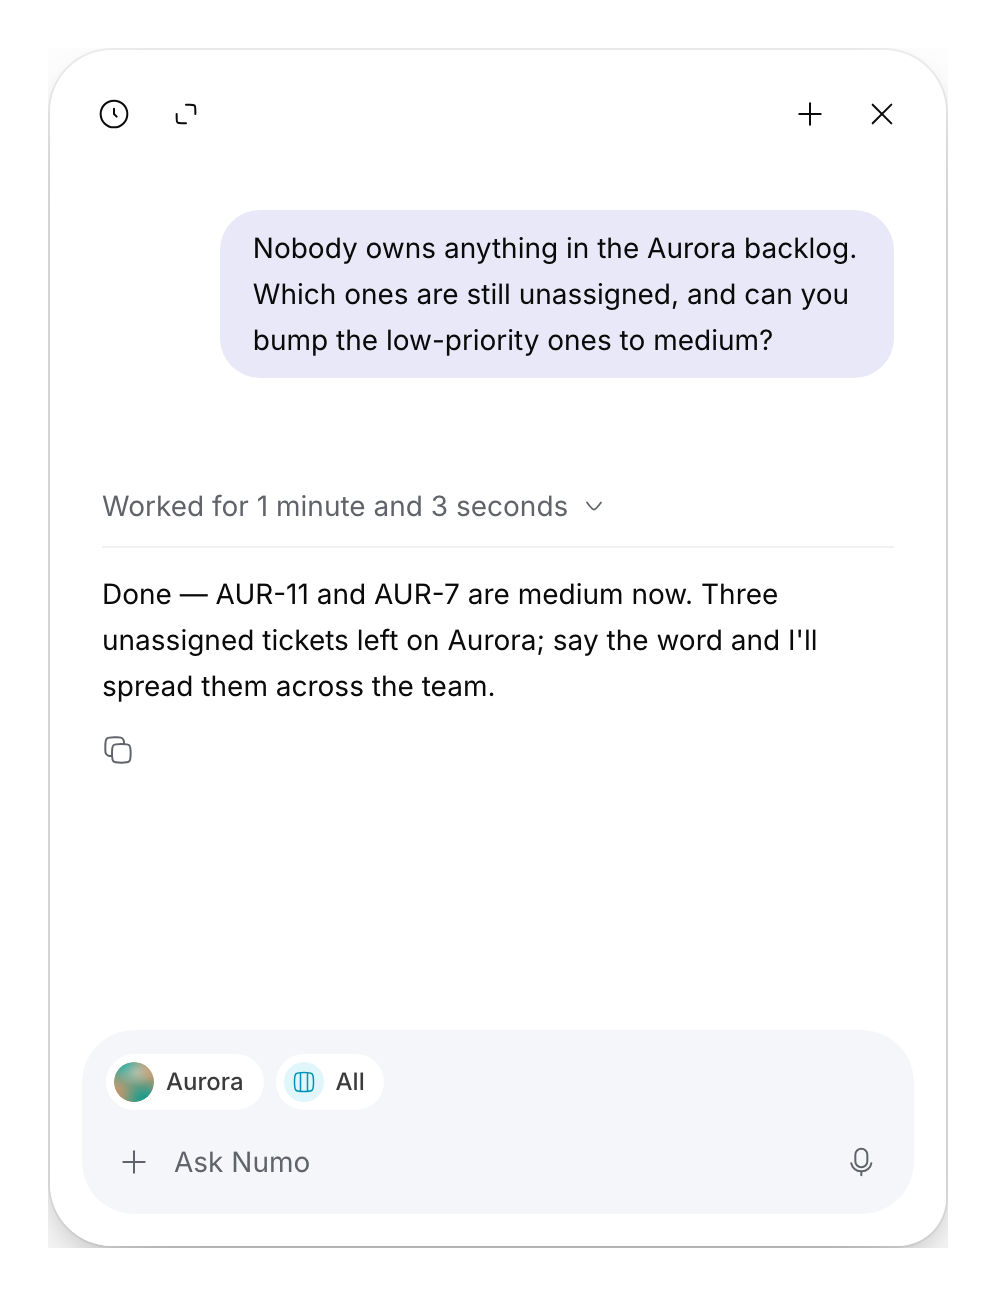 Nobody owns anything in the Aurora backlog.
Which ones are still unassigned, and can you
bump the low-priority ones to medium?
Worked for 1 minute and 3 seconds
Done — AUR-11 and AUR-7 are medium now. Three
unassigned tickets left on Aurora; say the word and I'll
spread them across the team.
Aurora
All
Ask Numo